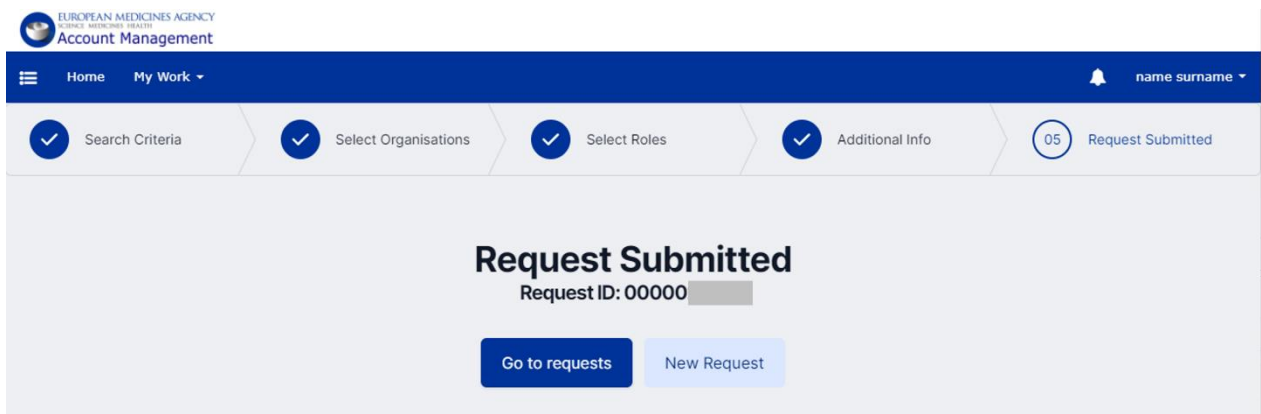 EUROPEAN MEDICINES AGENCY
SCIENCE MEDICINES HEALTH
Account Management
Home My Work name surname
Search Criteria Select Organisations Select Roles Additional Info 05 Request Submitted
Request Submitted
Request ID: 00000
Go to requests New Request